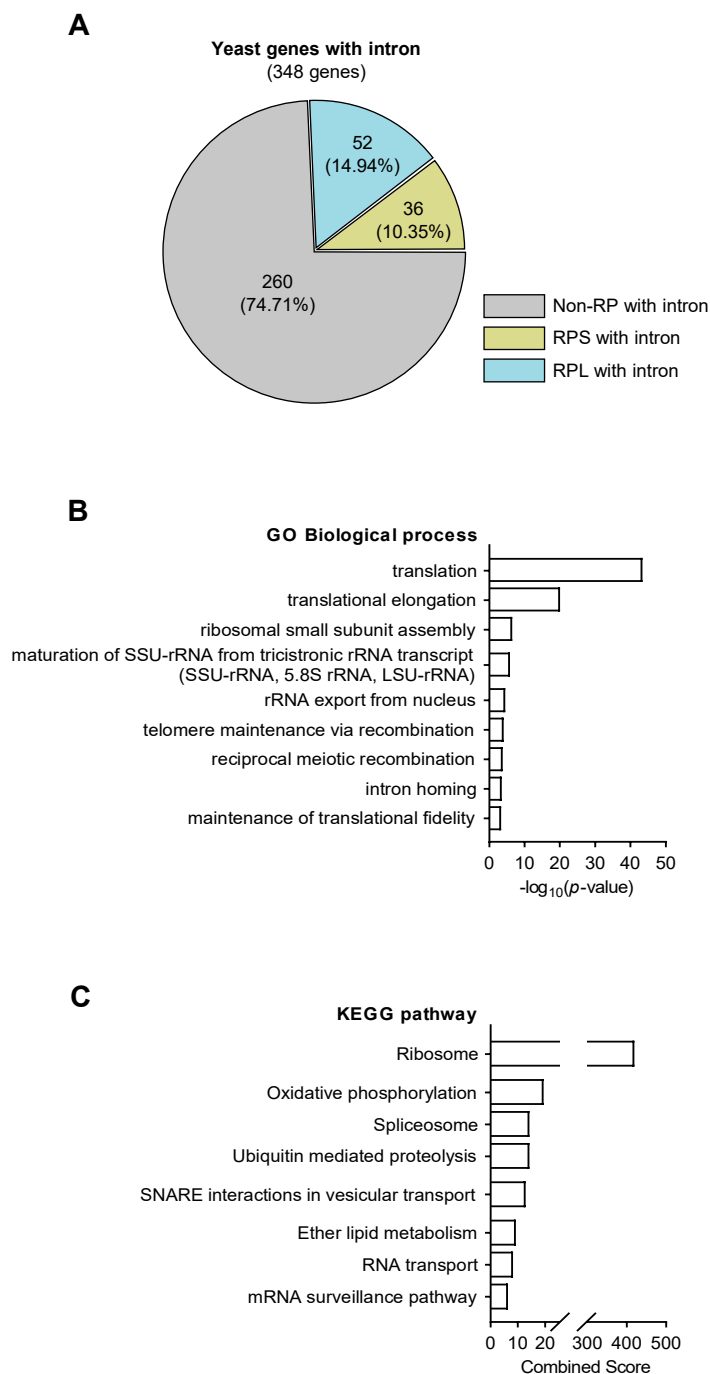 A
Yeast genes with intron
(348 genes)
52
(14.94%)
36
(10.35%)
260
(74.71%)
Non-RP with intron
RPS with intron
RPL with intron
B
GO Biological process
translation
translational elongation
ribosomal small subunit assembly
maturation of SSU-rRNA from tricistronic rRNA transcript
(SSU-rRNA, 5.8S rRNA, LSU-rRNA)
rRNA export from nucleus
telomere maintenance via recombination
reciprocal meiotic recombination
intron homing
maintenance of translational fidelity
0 10 20 30 40 50
-log10(p-value)
C
KEGG pathway
Ribosome
Oxidative phosphorylation
Spliceosome
Ubiquitin mediated proteolysis
SNARE interactions in vesicular transport
Ether lipid metabolism
RNA transport
mRNA surveillance pathway
0 10 20 300 400 500
Combined Score